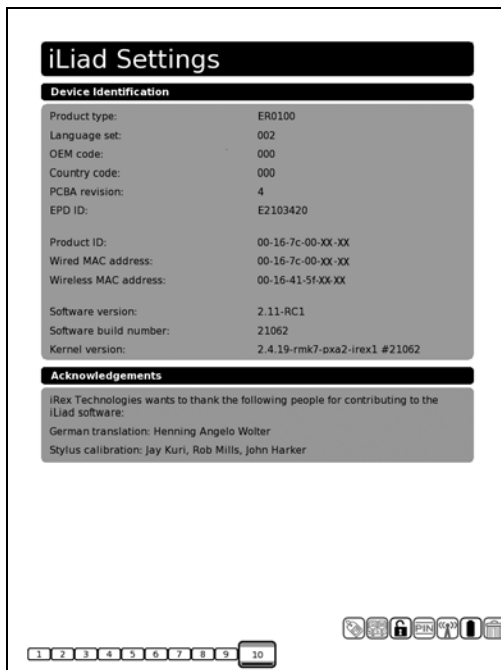 iLiad Settings
Device Identification
Product type: ER0100
Language set: 002
OEM code: 000
Country code: 000
PCBA revision: 4
EPD ID: E2103420
Product ID: 00-16-7c-00-XX-XX
Wired MAC address: 00-16-7c-00-XX-XX
Wireless MAC address: 00-16-41-5f-XX-XX
Software version: 2.11-RC1
Software build number: 21062
Kernel version: 2.4.19-rmk7-pxa2-irex1 #21062
Acknowledgements
iRex Technologies wants to thank the following people for contributing to the
iLiad software:
German translation: Henning Angelo Wolter
Stylus calibration: Jay Kuri, Rob Mills, John Harker
PIN
1 2 3 4 5 6 7 8 9 10